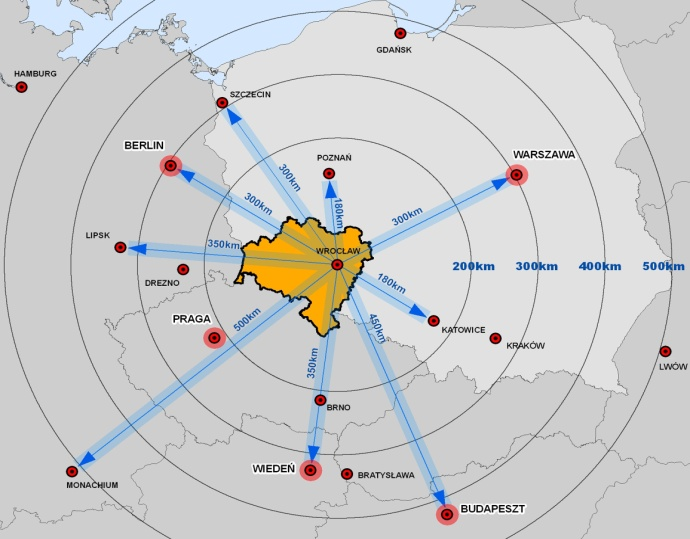 GDAŃSK
HAMBURG
SZCZECIN
BERLIN
POZNAŃ
WARSZAWA
300km
300km
180km
300km
LIPSK
350km
WROCŁAW
DREZNO
200km
300km
400km
500km
180km
PRAGA
500km
450km
KATOWICE
KRAKÓW
LWÓW
350km
BRNO
WIEDEŃ
BRATYSŁAWA
MONACHIUM
BUDAPESZT